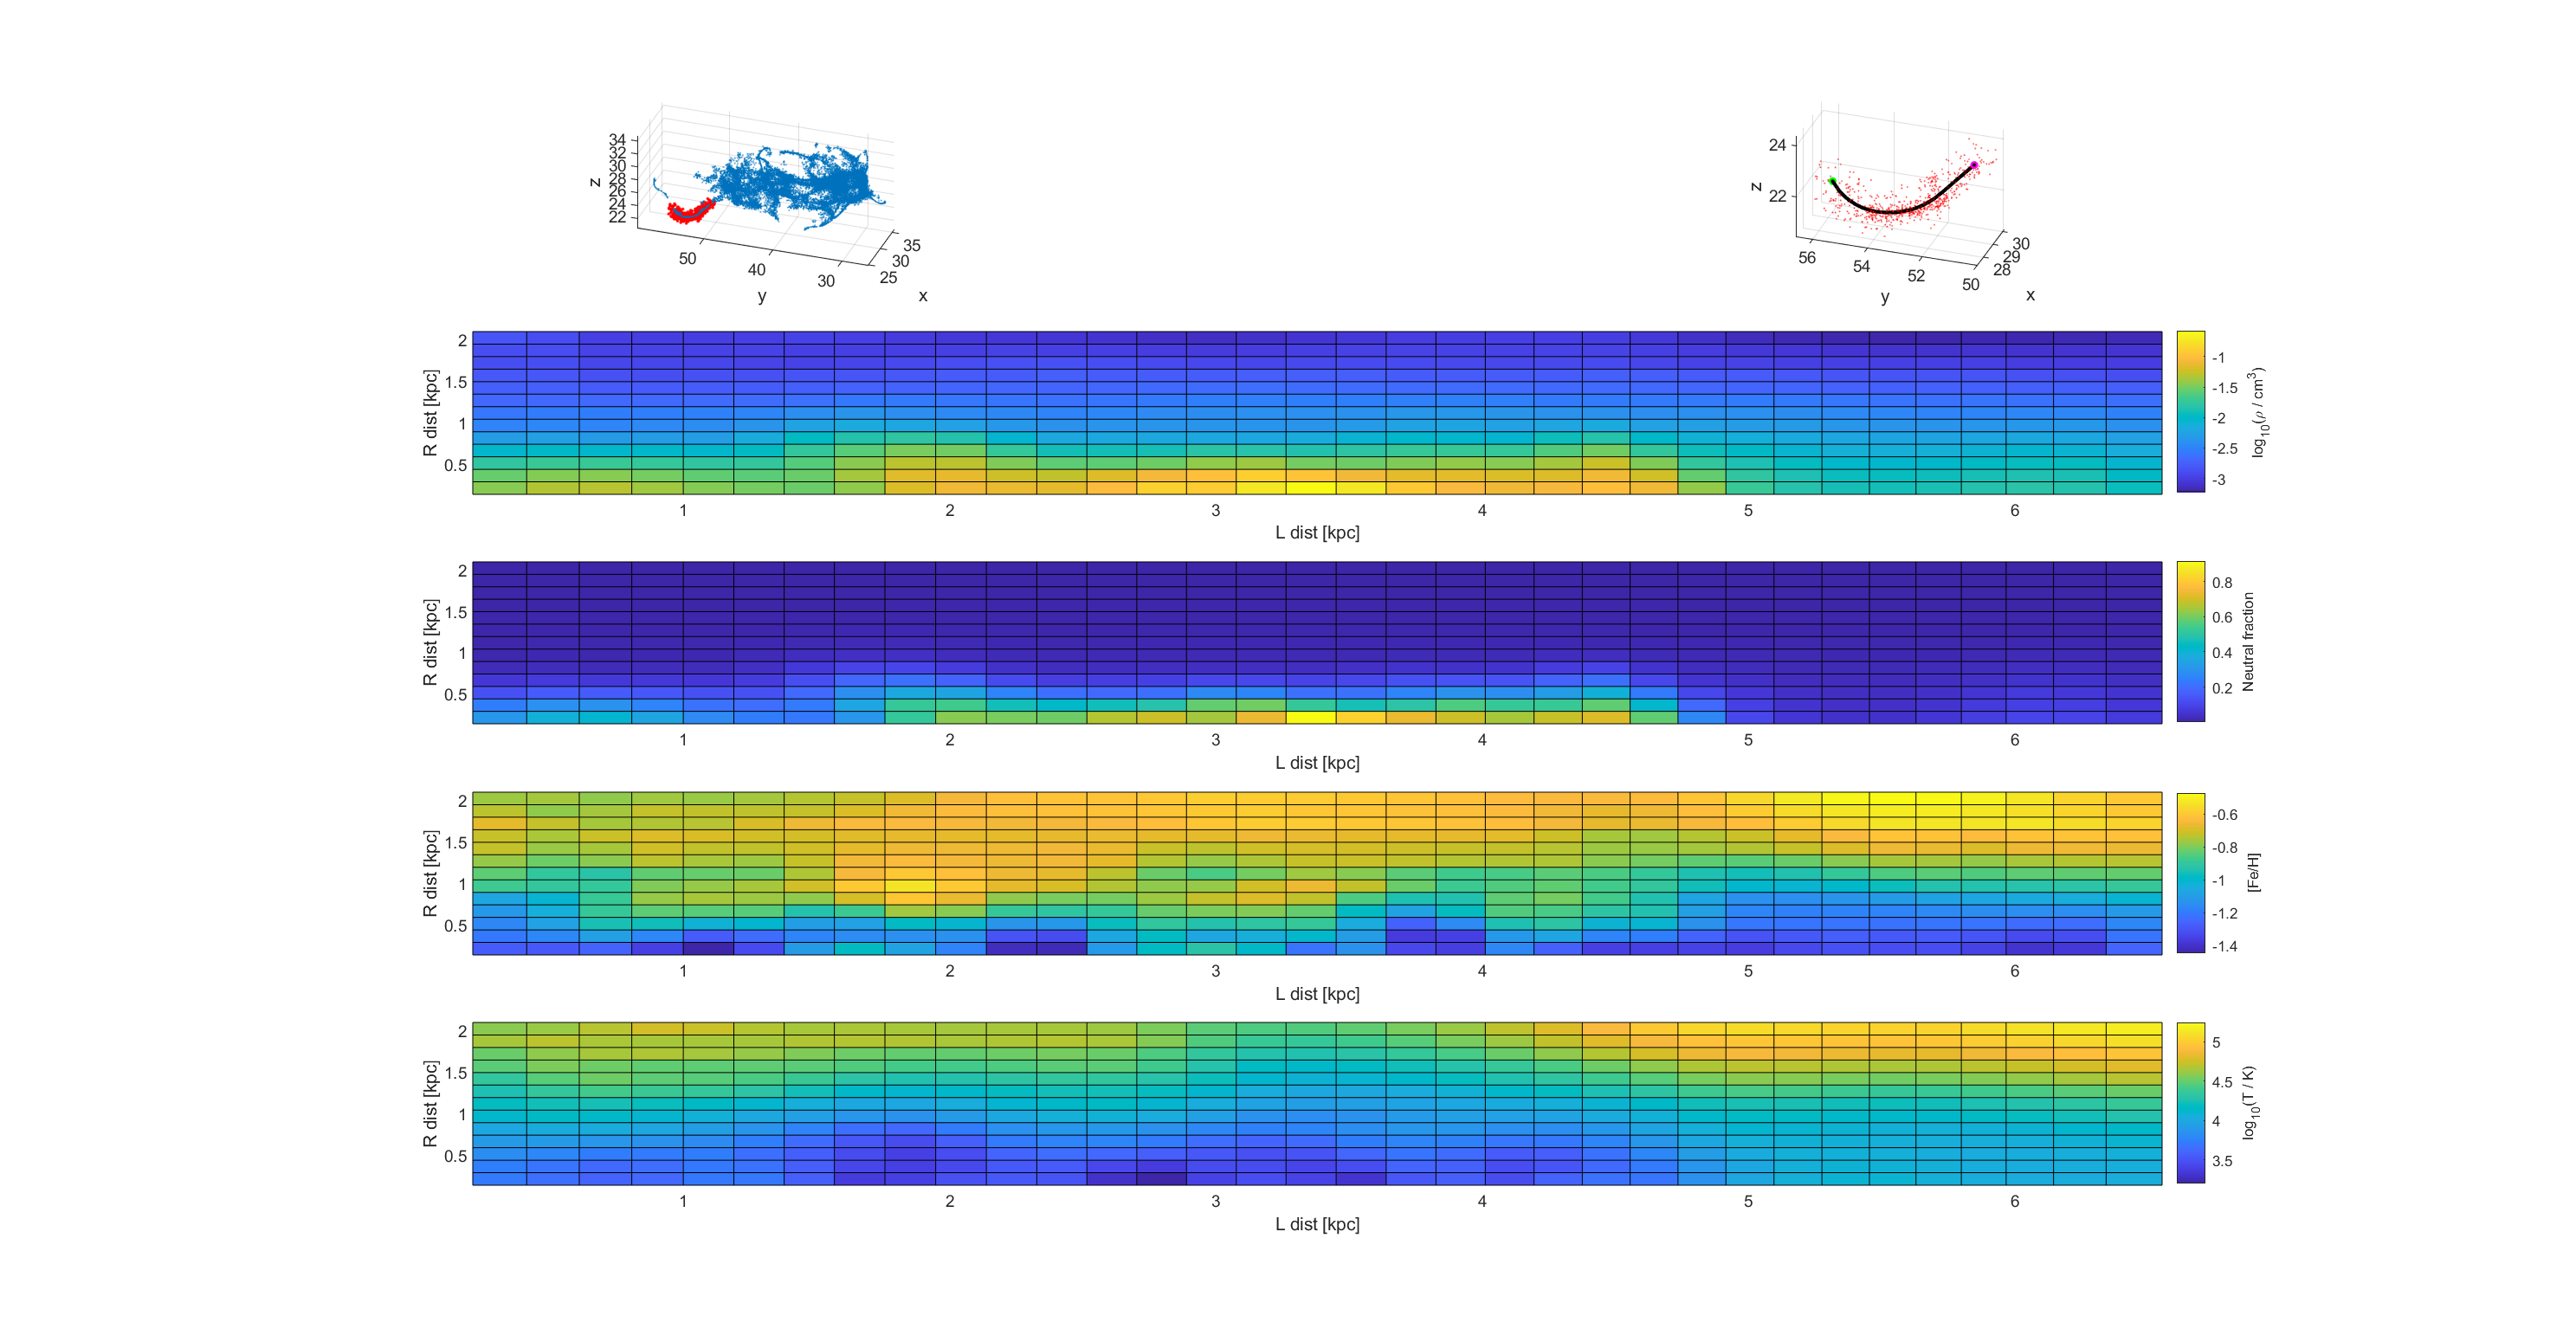 34
32
30
28
26
24
22
z
50
40
30
y
35
30
25
x
24
22
z
56
54
52
50
y
30
29
28
x
2
1.5
1
0.5
R dist [kpc]
1 2 3 4 5 6
L dist [kpc]
-1
-1.5
-2
-2.5
-3
log10(ρ / cm3)
2
1.5
1
0.5
R dist [kpc]
1 2 3 4 5 6
L dist [kpc]
0.8
0.6
0.4
0.2
Neutral fraction
2
1.5
1
0.5
R dist [kpc]
1 2 3 4 5 6
L dist [kpc]
-0.6
-0.8
-1
-1.2
-1.4
[Fe/H]
2
1.5
1
0.5
R dist [kpc]
1 2 3 4 5 6
L dist [kpc]
5
4.5
4
3.5
log10(T / K)